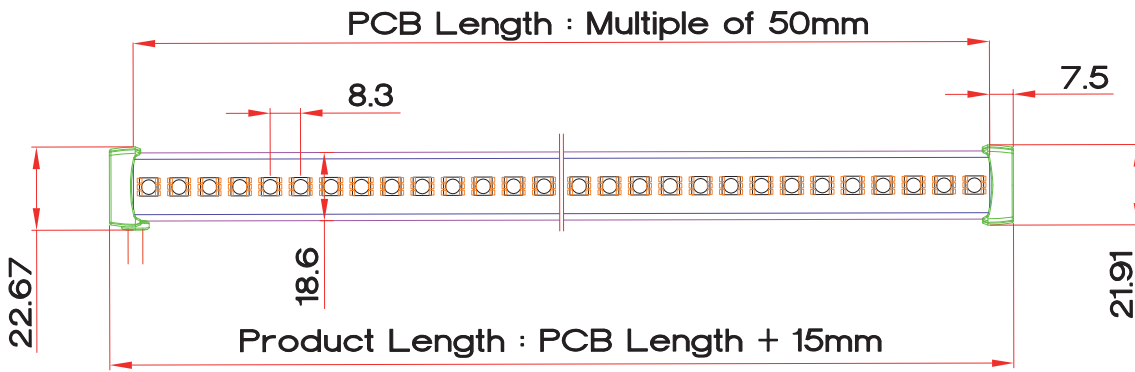 PCB Length : Multiple of 50mm
7.5
8.3
22.67
18.6
21.91
Product Length : PCB Length + 15mm